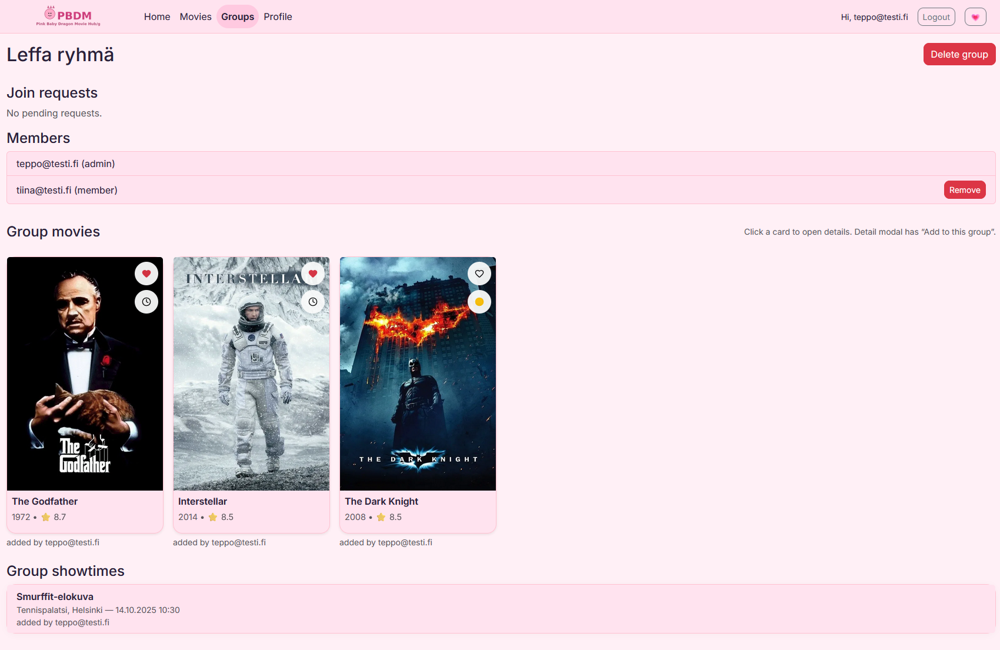 PBDM
Pink Baby Dragon Movie Hub/g
Home Movies Groups Profile
Hi, teppo@testi.fi Logout
Leffa ryhmä
Delete group
Join requests
No pending requests.
Members
teppo@testi.fi (admin)
tiina@testi.fi (member)
Remove
Group movies
Click a card to open details. Detail modal has “Add to this group”.
The
Godfather
INTERSTELLA
THE DARK KNIGHT
The Godfather
1972 • ⭐ 8.7
added by teppo@testi.fi
Interstellar
2014 • ⭐ 8.5
added by teppo@testi.fi
The Dark Knight
2008 • ⭐ 8.5
added by teppo@testi.fi
Group showtimes
Smurffit-elokuva
Tennispalatsi, Helsinki — 14.10.2025 10:30
added by teppo@testi.fi